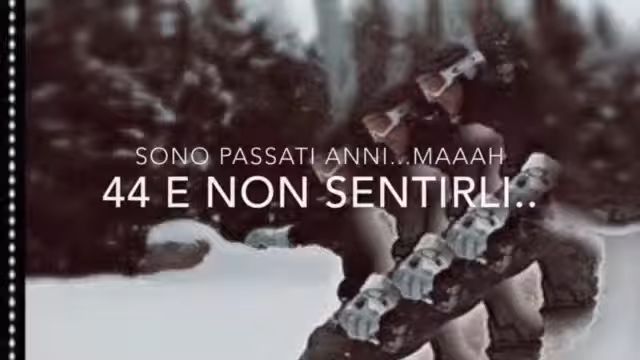 SONO PASSATI ANNI...MAAAH
44 E NON SENTIRLI..